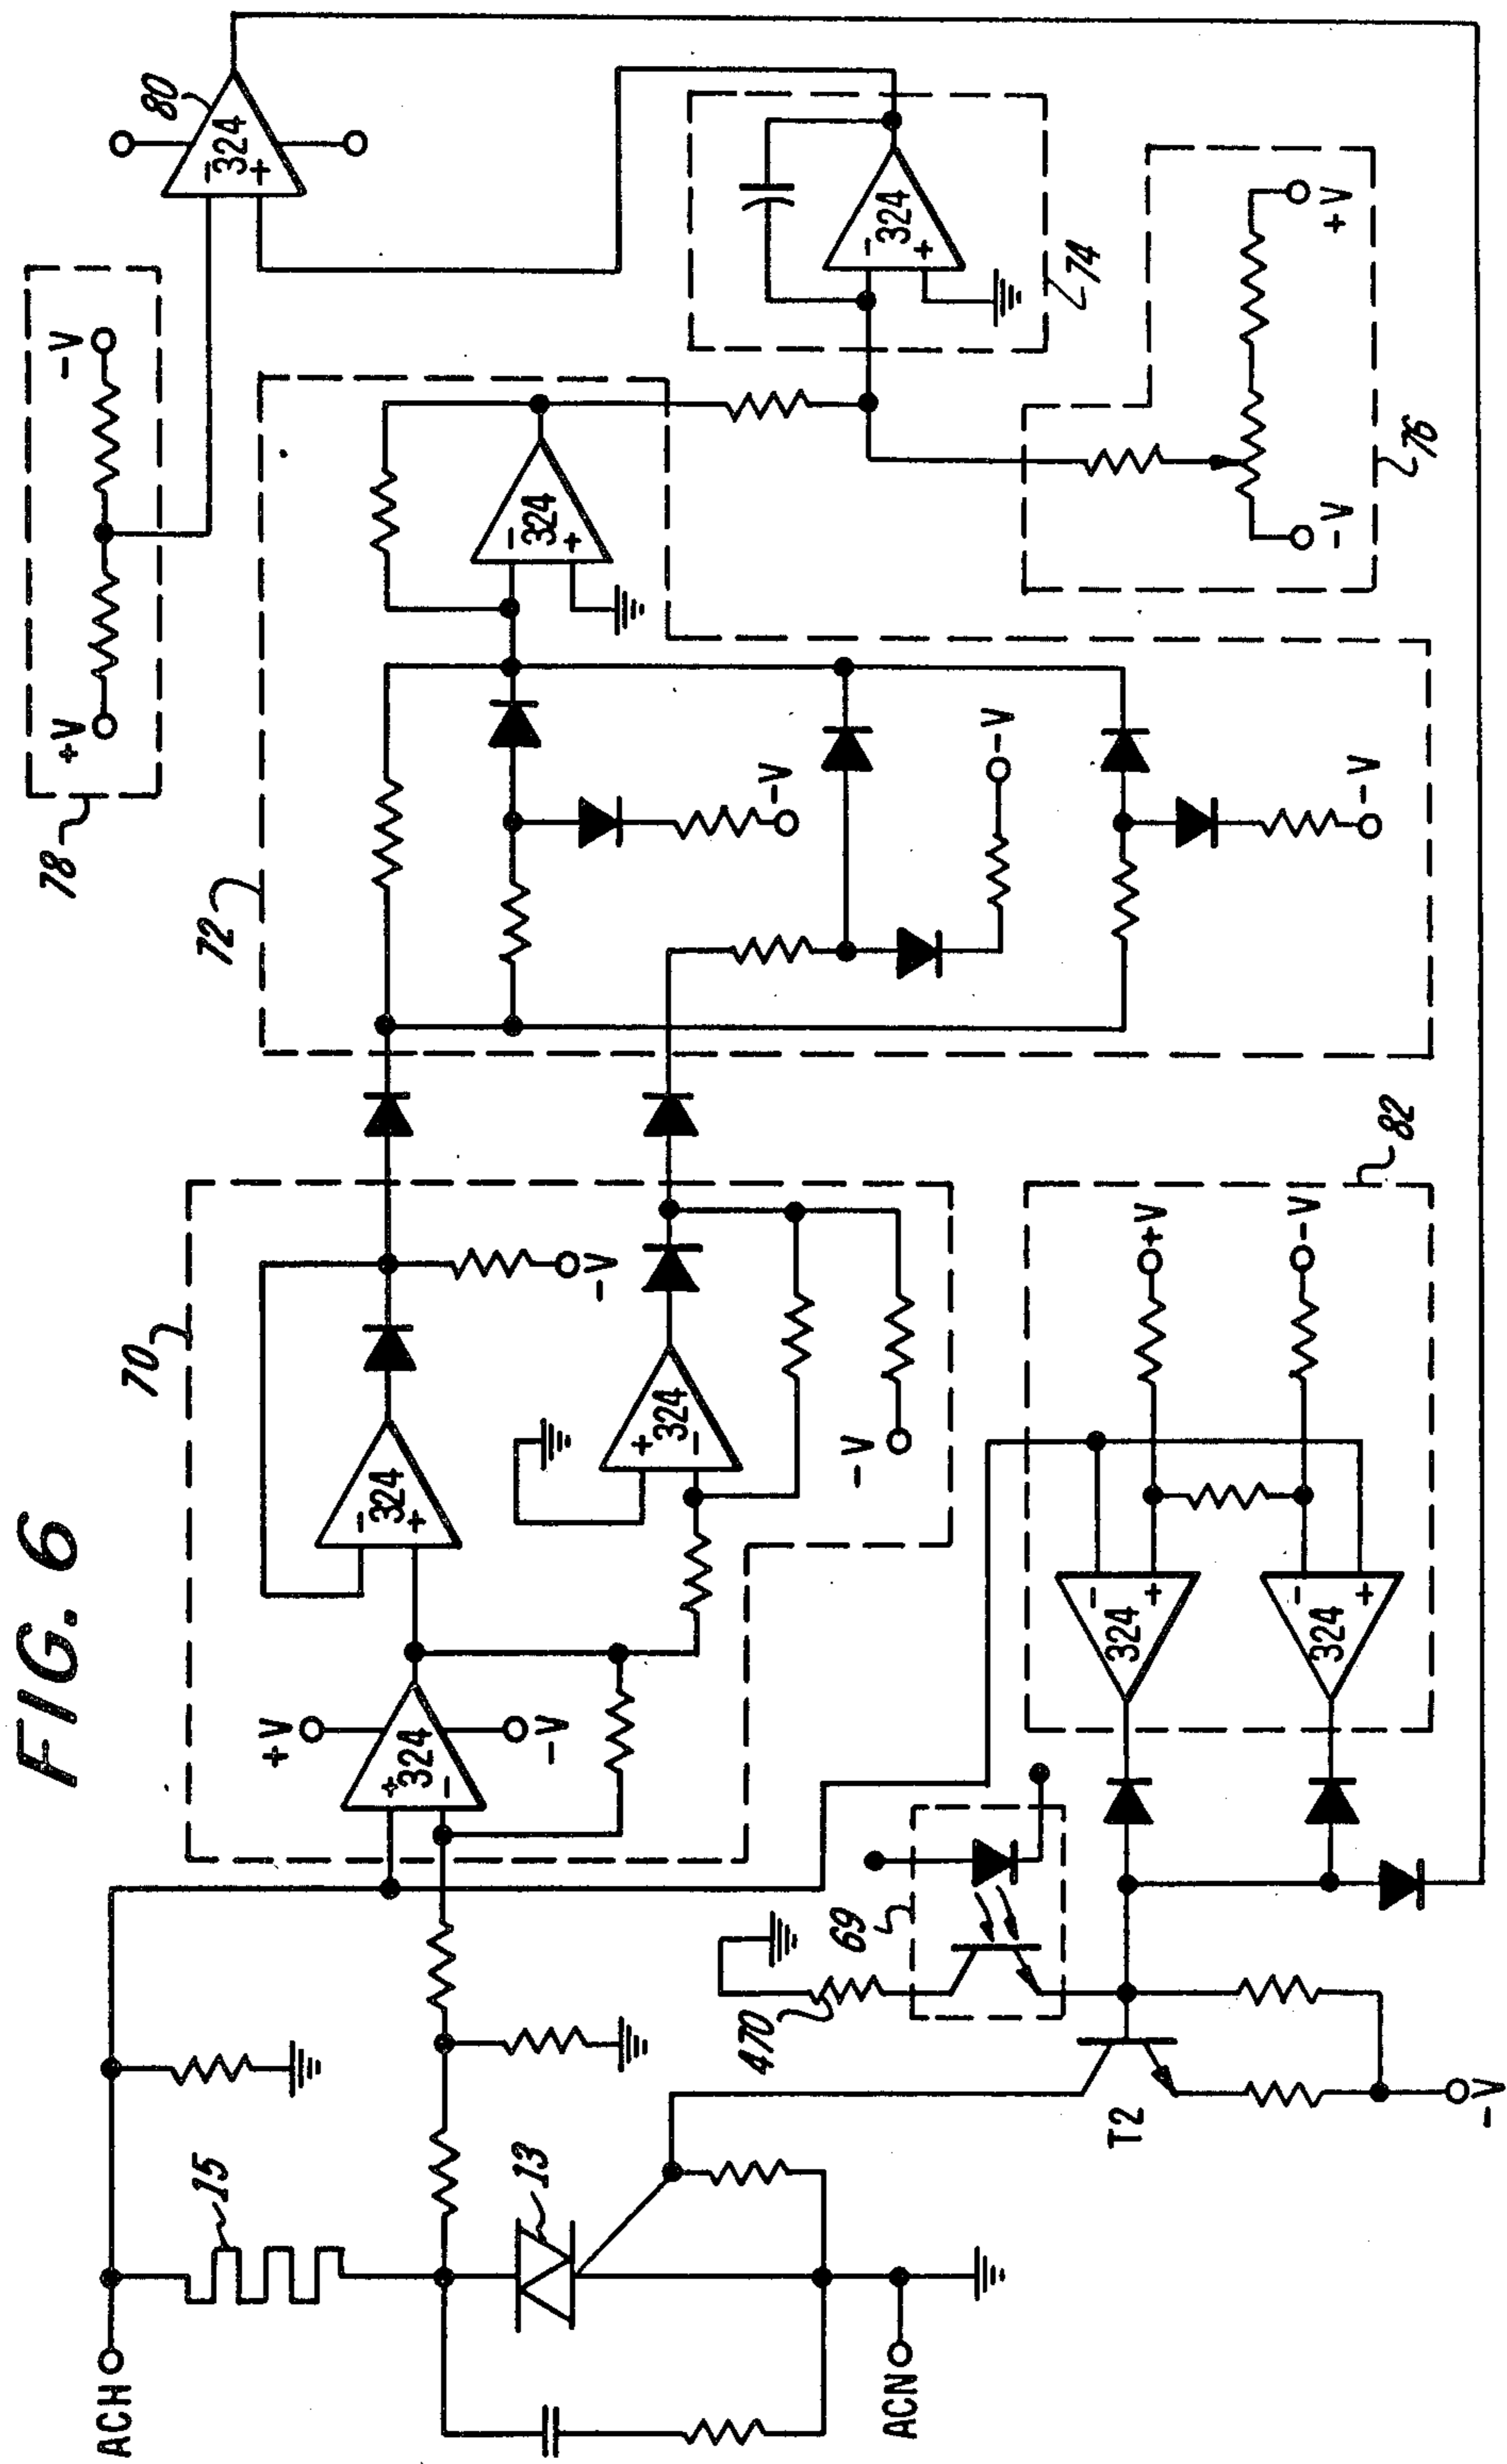 FIG. 6
ACH
15
13
ACN
T2
-V
470
69
70
+V
-V
+
324
-
-
324
+
-V
+
324
-
-V
72
-V
-V
-V
-
324
+
78
+V
-V
80
-
324
+
74
-
324
+
76
-V
+V
82
+V
-V
-
324
+
-
324
+